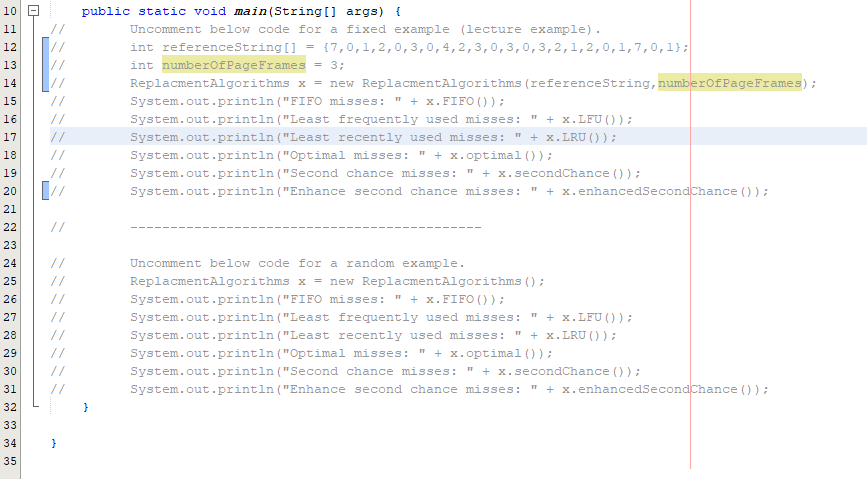 10 public static void main(String[] args) {
11 // Uncomment below code for a fixed example (lecture example).
12 // int referenceString[] = {7,0,1,2,0,3,0,4,2,3,0,3,0,3,2,1,2,0,1,7,0,1};
13 // int numberOfPageFrames = 3;
14 // ReplacmentAlgorithms x = new ReplacmentAlgorithms(referenceString,numberOfPageFrames);
15 // System.out.println("FIFO misses: " + x.FIFO());
16 // System.out.println("Least frequently used misses: " + x.LFU());
17 // System.out.println("Least recently used misses: " + x.LRU());
18 // System.out.println("Optimal misses: " + x.optimal());
19 // System.out.println("Second chance misses: " + x.secondChance());
20 // System.out.println("Enhance second chance misses: " + x.enhancedSecondChance());
21
22 // --------------------------------------------
23
24 // Uncomment below code for a random example.
25 // ReplacmentAlgorithms x = new ReplacmentAlgorithms();
26 // System.out.println("FIFO misses: " + x.FIFO());
27 // System.out.println("Least frequently used misses: " + x.LFU());
28 // System.out.println("Least recently used misses: " + x.LRU());
29 // System.out.println("Optimal misses: " + x.optimal());
30 // System.out.println("Second chance misses: " + x.secondChance());
31 // System.out.println("Enhance second chance misses: " + x.enhancedSecondChance());
32 }
33
34 }
35